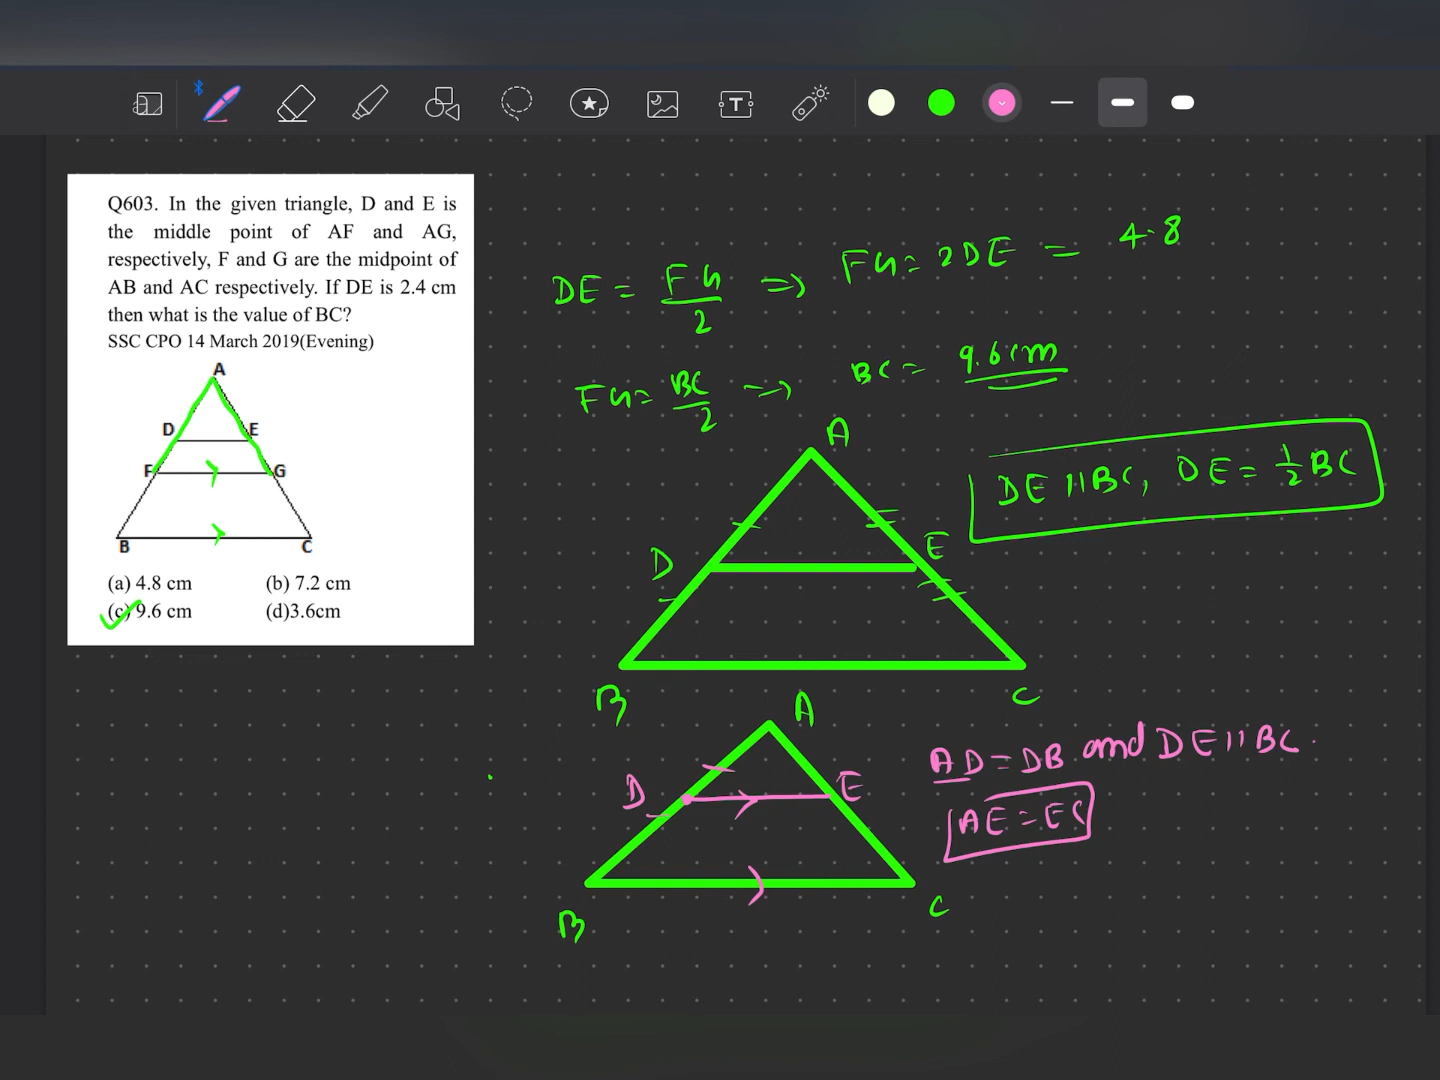 Q603. In the given triangle, D and E is
the middle point of AF and AG,
respectively, F and G are the midpoint of
AB and AC respectively. If DE is 2.4 cm
then what is the value of BC?
SSC CPO 14 March 2019(Evening)
A
D E
F G
B C
(a) 4.8 cm (b) 7.2 cm
(c) 9.6 cm (d)3.6cm
DE = FG/2 => FG = 2DE = 4.8
FG = BC/2 => BC = 9.6 cm
A
DE || BC, DE = 1/2 BC
D E
B C
A
AD = DB and DE || BC.
D E
AE = EC
B C